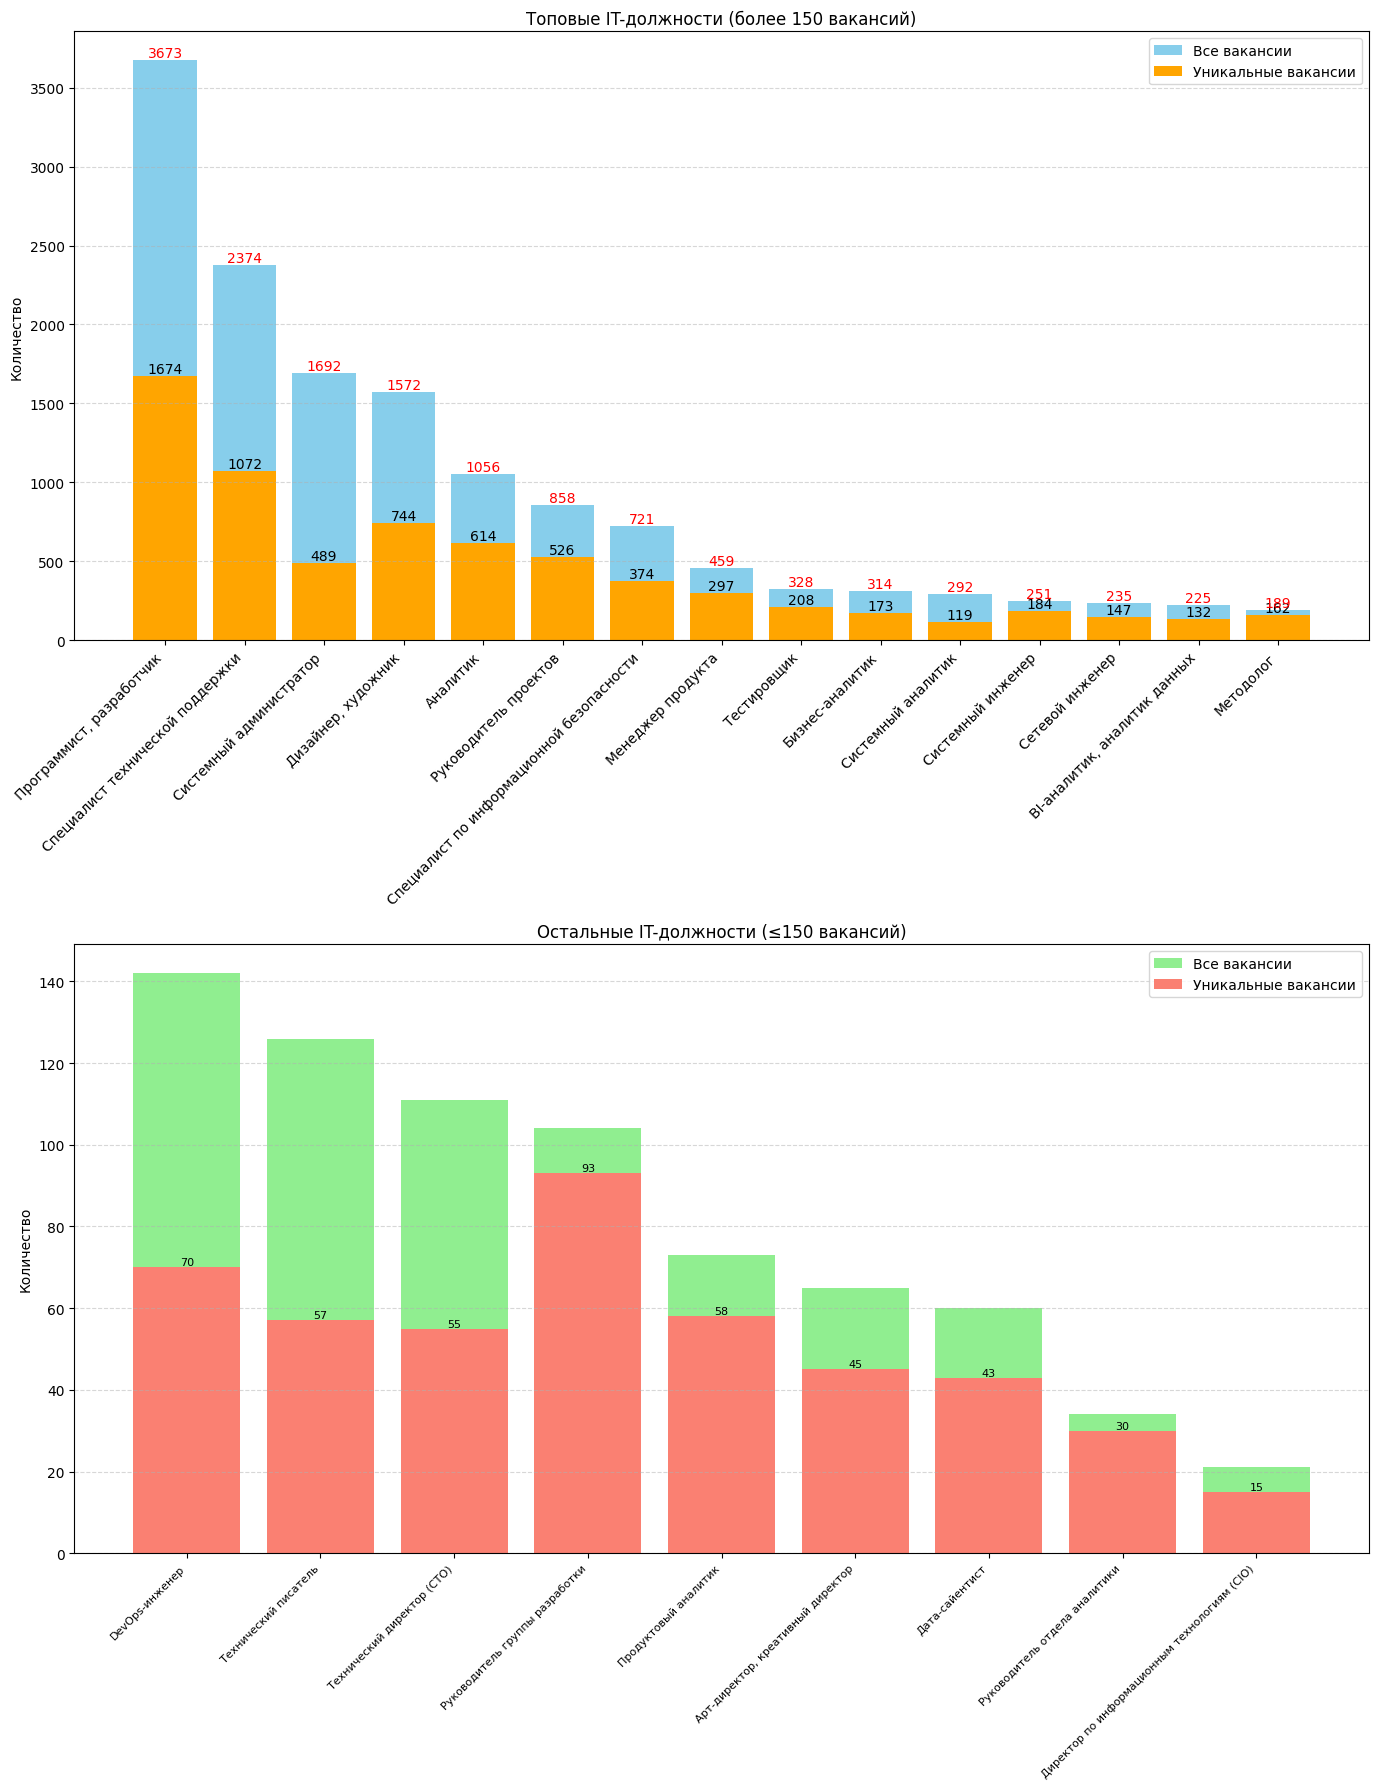 Топовые IT-должности (более 150 вакансий)
Все вакансии
Уникальные вакансии
Количество
3500
3000
2500
2000
1500
1000
500
0
3673
2374
1692
1572
1056
858
721
459
328
314
292
251
235
225
189
1674
1072
489
744
614
526
374
297
208
173
119
184
147
132
162
Программист, разработчик
Специалист технической поддержки
Системный администратор
Дизайнер, художник
Аналитик
Руководитель проектов
Специалист по информационной безопасности
Менеджер продукта
Тестировщик
Бизнес-аналитик
Системный аналитик
Системный инженер
Сетевой инженер
BI-аналитик, аналитик данных
Методолог
Остальные IT-должности (≤150 вакансий)
Все вакансии
Уникальные вакансии
Количество
140
120
100
80
60
40
20
0
70
57
55
93
58
45
43
30
15
DevOps-инженер
Технический писатель
Технический директор (CTO)
Руководитель группы разработки
Продуктовый аналитик
Арт-директор, креативный директор
Дата-сайентист
Руководитель отдела аналитики
Директор по информационным технологиям (CIO)